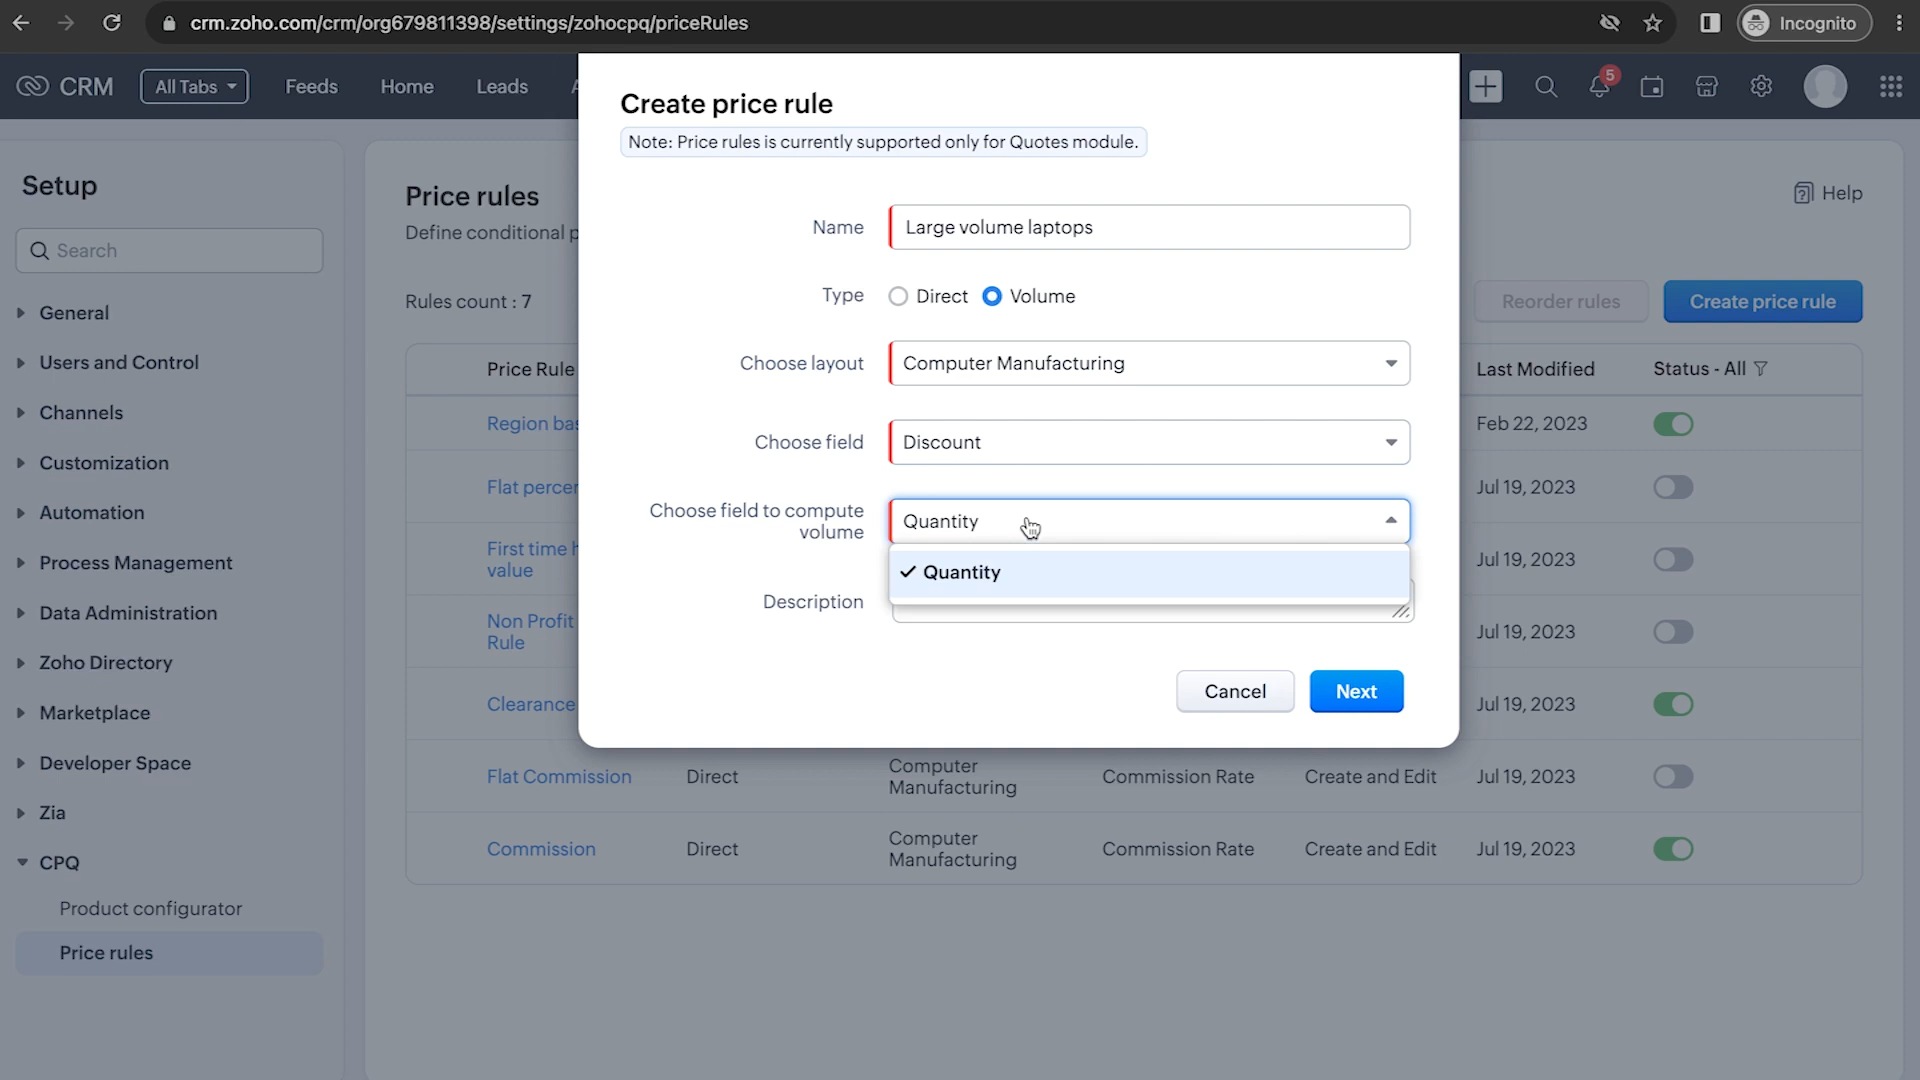 crm.zoho.com/crm/org679811398/settings/zohocpq/priceRules
Incognito
CRM
All Tabs
Feeds
Home
Leads
5
Create price rule
Note: Price rules is currently supported only for Quotes module.
Name
Large volume laptops
Type
Direct
Volume
Choose layout
Computer Manufacturing
Choose field
Discount
Choose field to compute
volume
Quantity
Quantity
Description
Cancel
Next
Setup
Search
General
Users and Control
Channels
Customization
Automation
Process Management
Data Administration
Zoho Directory
Marketplace
Developer Space
Zia
CPQ
Product configurator
Price rules
Price rules
Define conditional
Help
Rules count : 7
Reorder rules
Create price rule
Price Rule
Last Modified
Status - All
Region
Feb 22, 2023
Flat
Jul 19, 2023
First time
value
Jul 19, 2023
Non Profit
Rule
Jul 19, 2023
Clearance
Jul 19, 2023
Flat Commission
Direct
Computer
Manufacturing
Commission Rate
Create and Edit
Jul 19, 2023
Commission
Direct
Computer
Manufacturing
Commission Rate
Create and Edit
Jul 19, 2023